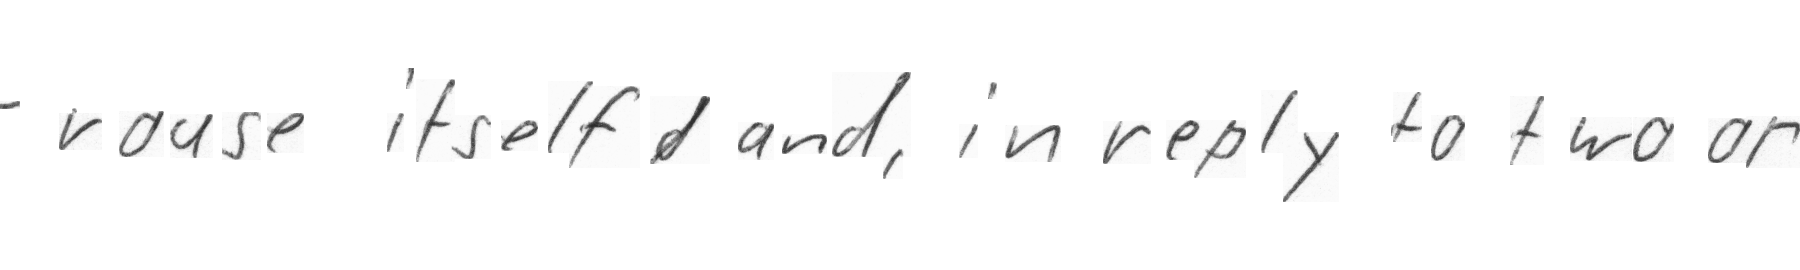 - rouse itself d and, in reply to two or